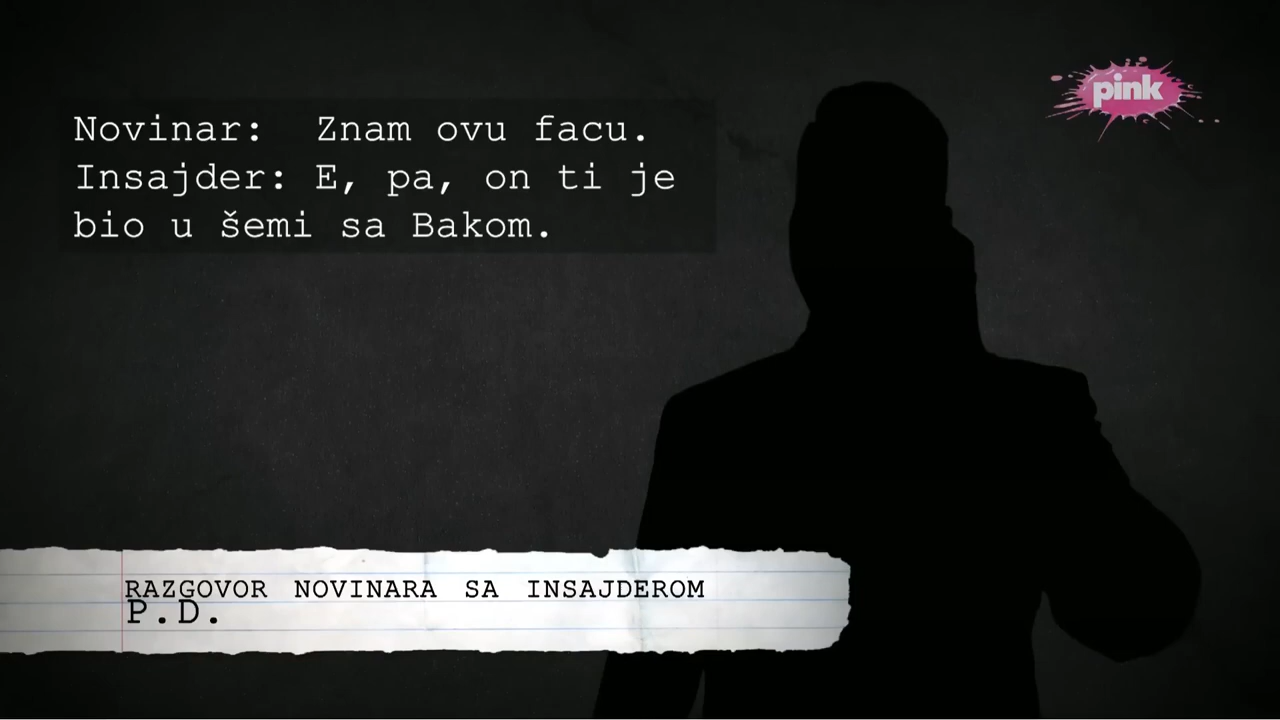 Novinar: Znam ovu facu.
Insajder: E, pa, on ti je
bio u šemi sa Bakom.
pink
RAZGOVOR NOVINARA SA INSAJDEROM
P.D.